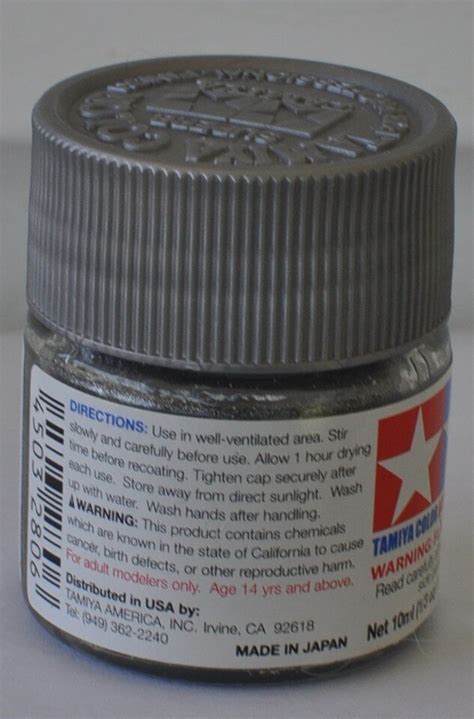 DIRECTIONS: Use in well-ventilated area. Stir
slowly and carefully before use. Allow 1 hour drying
time before recoating. Tighten cap securely after
each use. Store away from direct sunlight. Wash
up with water. Wash hands after handling.
WARNING: This product contains chemicals
which are known in the state of California to cause
cancer, birth defects, or other reproductive harm.
For adult modelers only. Age 14 yrs and above.
Distributed in USA by:
TAMIYA AMERICA, INC. Irvine, CA 92618
Tel: (949) 362-2240
MADE IN JAPAN
4 50312806
TAMIYA COLOR
WARNING:
Read carefully
Net 10ml